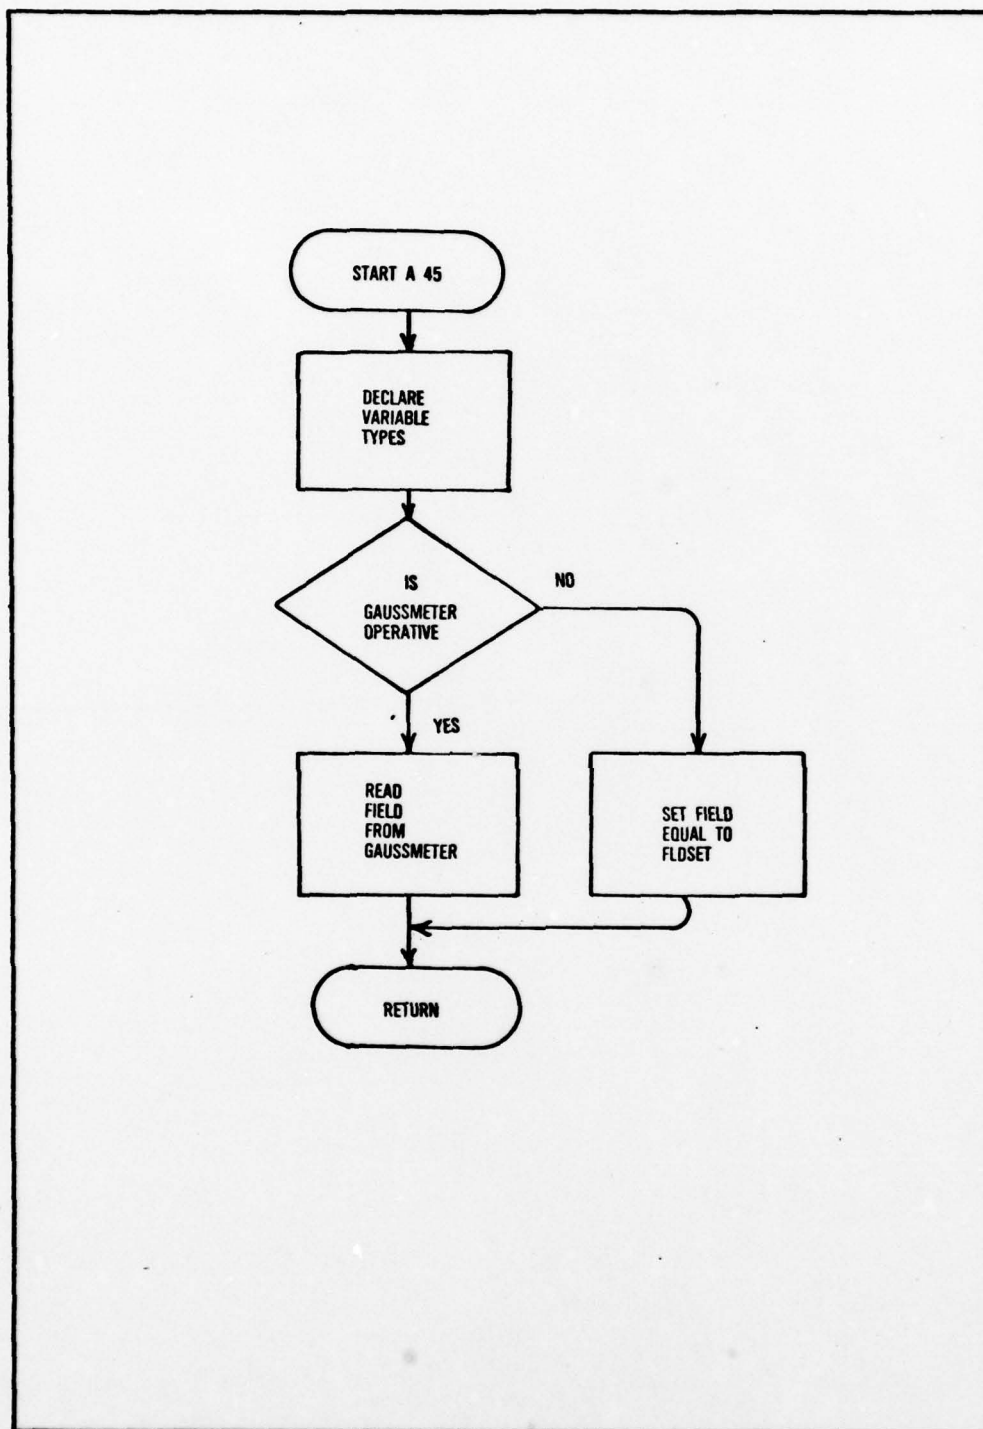 START A 45
DECLARE
VARIABLE
TYPES
IS
GAUSSMETER
OPERATIVE
NO
YES
READ
FIELD
FROM
GAUSSMETER
SET FIELD
EQUAL TO
FLDSET
RETURN